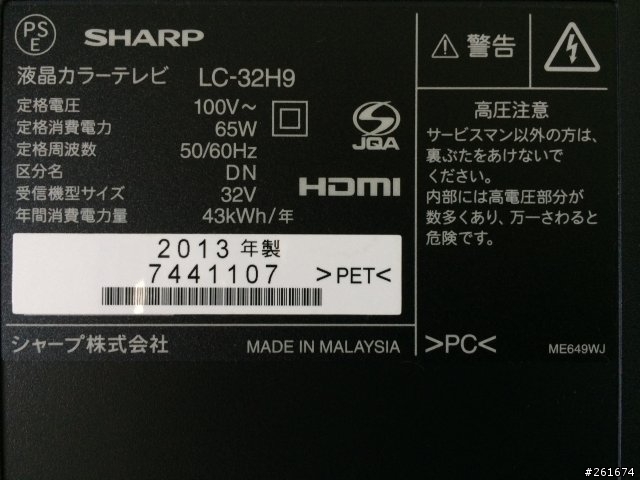 PS
E
SHARP
液晶カラーテレビ LC-32H9
定格電圧 100V～
定格消費電力 65W
定格周波数 50/60Hz
区分名 DN
受信機型サイズ 32V
年間消費電力量 43kWh/年
JQA
HDMI
2013年製
7441107
>PET<
シャープ株式会社 MADE IN MALAYSIA
警告
高圧注意
サービスマン以外の方は、
裏ぶたをあけないで
ください。
内部には高電圧部分が
数多くあり、万一さわると
危険です。
>PC< ME649WJ
#261674